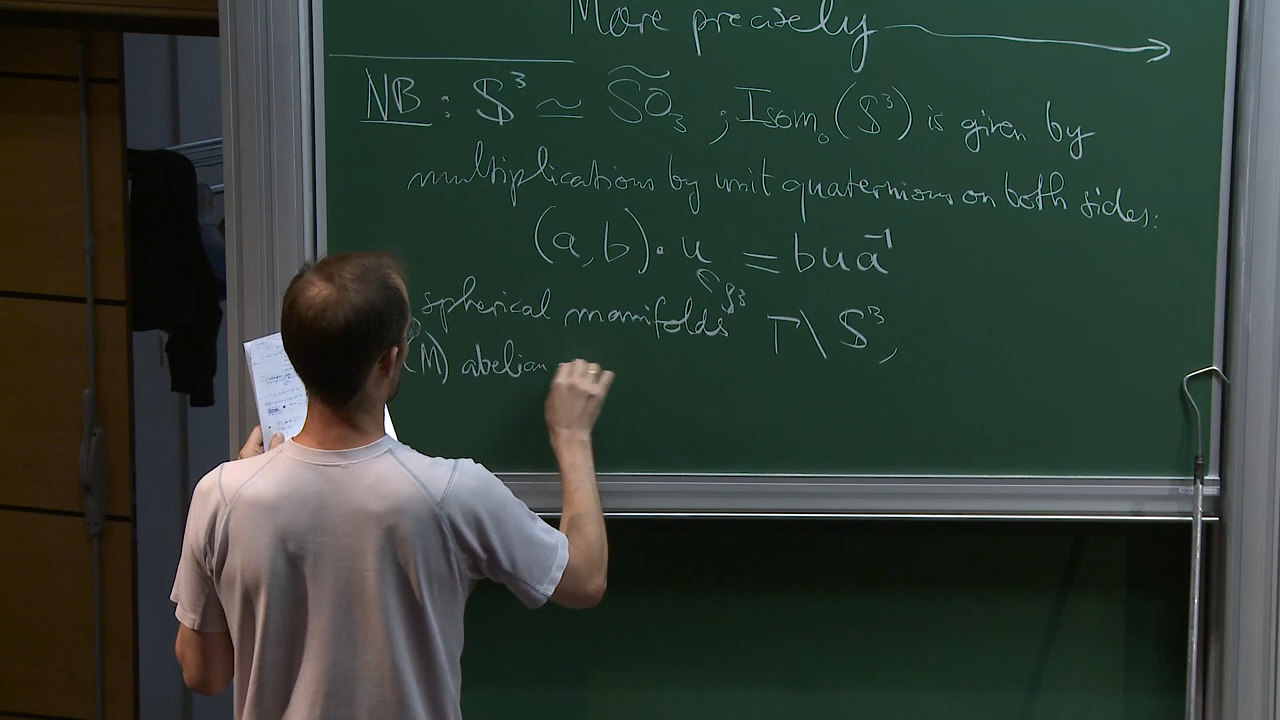 More precisely →
NB: S³ ≃ S̃O₃ ; Isom₀(S³) is given by
multiplications by unit quaternions on both sides:
(a,b)·u = bua⁻¹
∈ S³
spherical manifolds Γ\S³,
(M) abelian